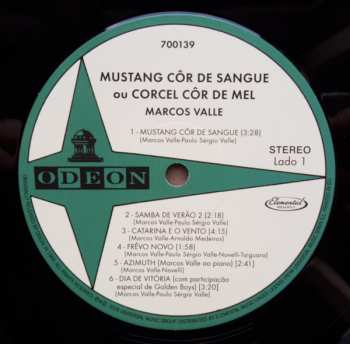 700139
MUSTANG CÔR DE SANGUE
ou CORCEL CÔR DE MEL
MARCOS VALLE
1 - MUSTANG CÔR DE SANGUE (3:28)
(Marcos Valle-Paulo Sérgio Valle)
STEREO
Lado 1
ODEON
Elemental
2 - SAMBA DE VERÃO 2 [2:18]
(Marcos Valle-Paulo Sérgio Valle)
3 - CATARINA E O VENTO [4:15]
(Marcos Valle-Arnoldo Medeiros)
4 - FRÊVO NOVO [1:58]
(Marcos Valle-Paulo Sérgio Valle-Novelli-Turguana)
5 - AZIMUTH (Marcos Valle ao piano) [2:41]
(Marcos Valle-Novelli)
6 - DIA DE VITÓRIA (com participação
especial de Golden Boys) [3:20]
(Marcos Valle-Paulo Sérgio Valle)